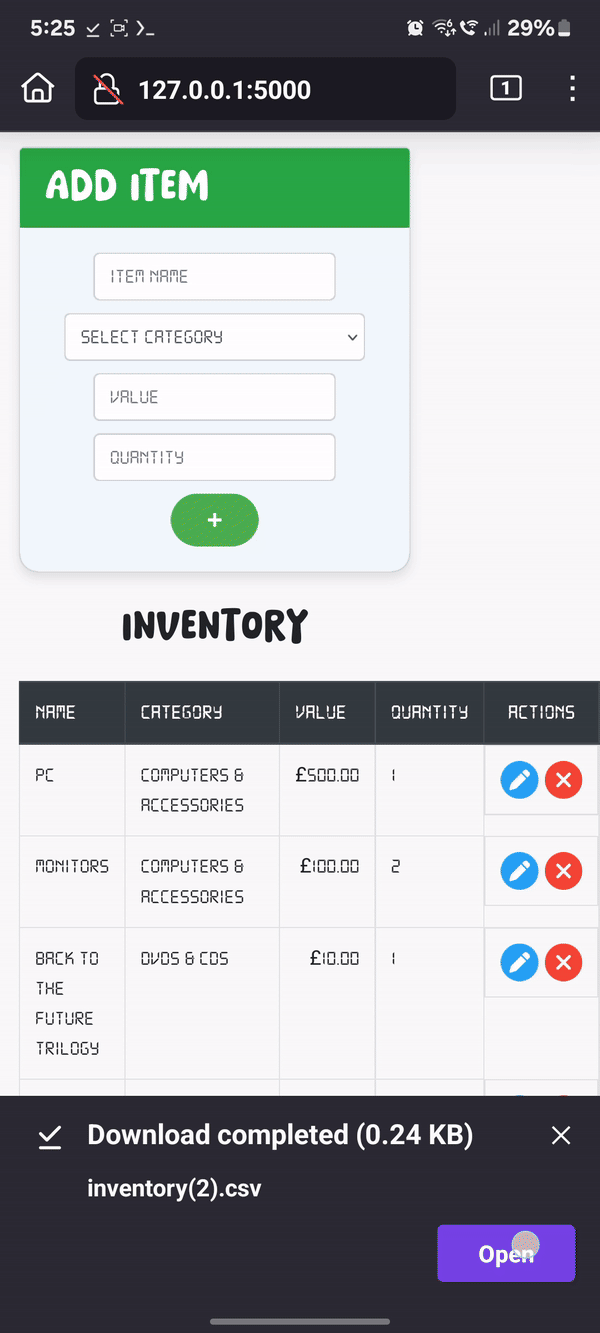 5:25 29%
127.0.0.1:5000 1
ADD ITEM
ITEM NAME
SELECT CATEGORY
VALUE
QUANTITY
+
INVENTORY
NAME CATEGORY VALUE QUANTITY ACTIONS
PC COMPUTERS & £500.00 1
ACCESSORIES
MONITORS COMPUTERS & £100.00 2
ACCESSORIES
BACK TO DVDS & CDS £10.00 1
THE
FUTURE
TRILOGY
Download completed (0.24 KB)
inventory(2).csv
Open